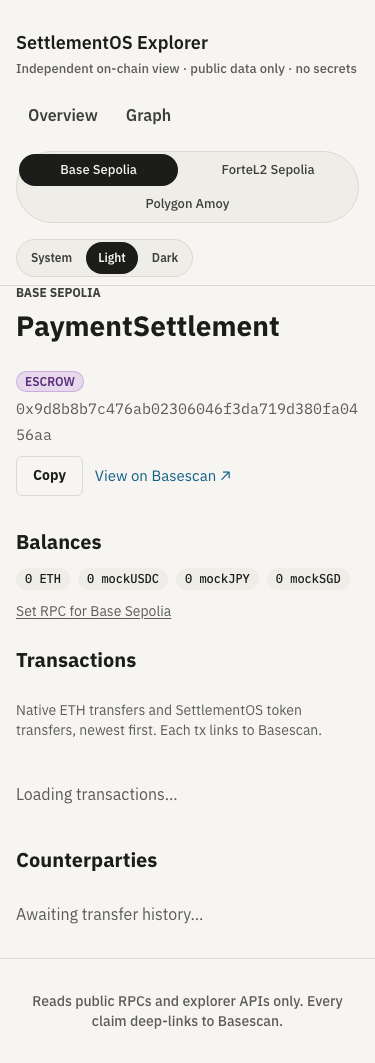 SettlementOS Explorer
Independent on-chain view · public data only · no secrets
Overview Graph
Base Sepolia ForteL2 Sepolia
Polygon Amoy
System Light Dark
BASE SEPOLIA
PaymentSettlement
ESCROW
0x9d8b8b7c476ab02306046f3da719d380fa04
56aa
Copy View on Basescan ↗
Balances
0 ETH 0 mockUSDC 0 mockJPY 0 mockSGD
Set RPC for Base Sepolia
Transactions
Native ETH transfers and SettlementOS token
transfers, newest first. Each tx links to Basescan.
Loading transactions…
Counterparties
Awaiting transfer history…
Reads public RPCs and explorer APIs only. Every
claim deep-links to Basescan.